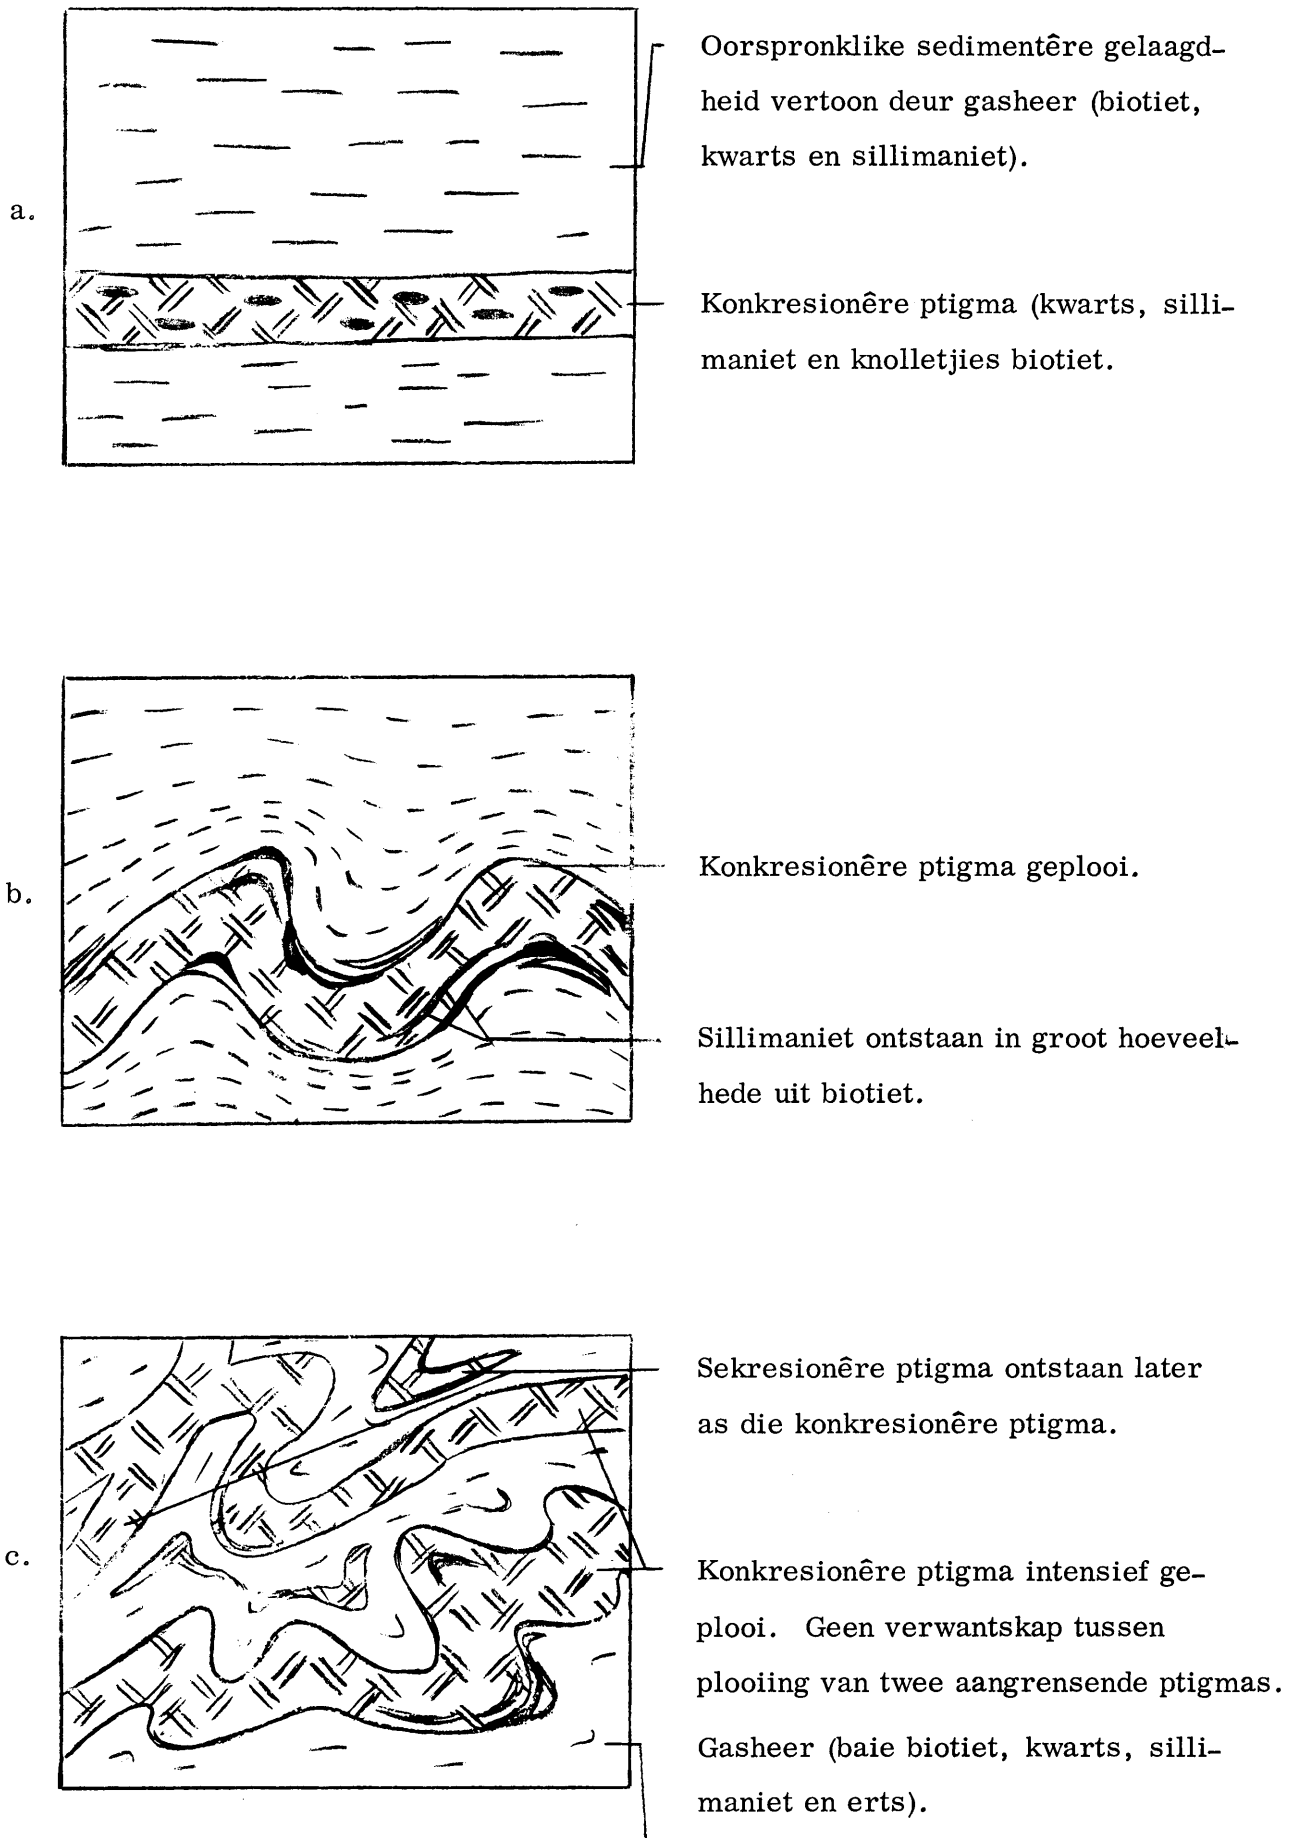 a.
Oorspronklike sedimentêre gelaagd-
heid vertoon deur gasheer (biotiet,
kwarts en sillimaniet).
Konkresionêre ptigma (kwarts, silli-
maniet en knolletjies biotiet.
b.
Konkresionêre ptigma geplooi.
Sillimaniet ontstaan in groot hoeveel-
hede uit biotiet.
c.
Sekresionêre ptigma ontstaan later
as die konkresionêre ptigma.
Konkresionêre ptigma intensief ge-
plooi. Geen verwantskap tussen
plooiing van twee aangrensende ptigmas.
Gasheer (baie biotiet, kwarts, silli-
maniet en erts).